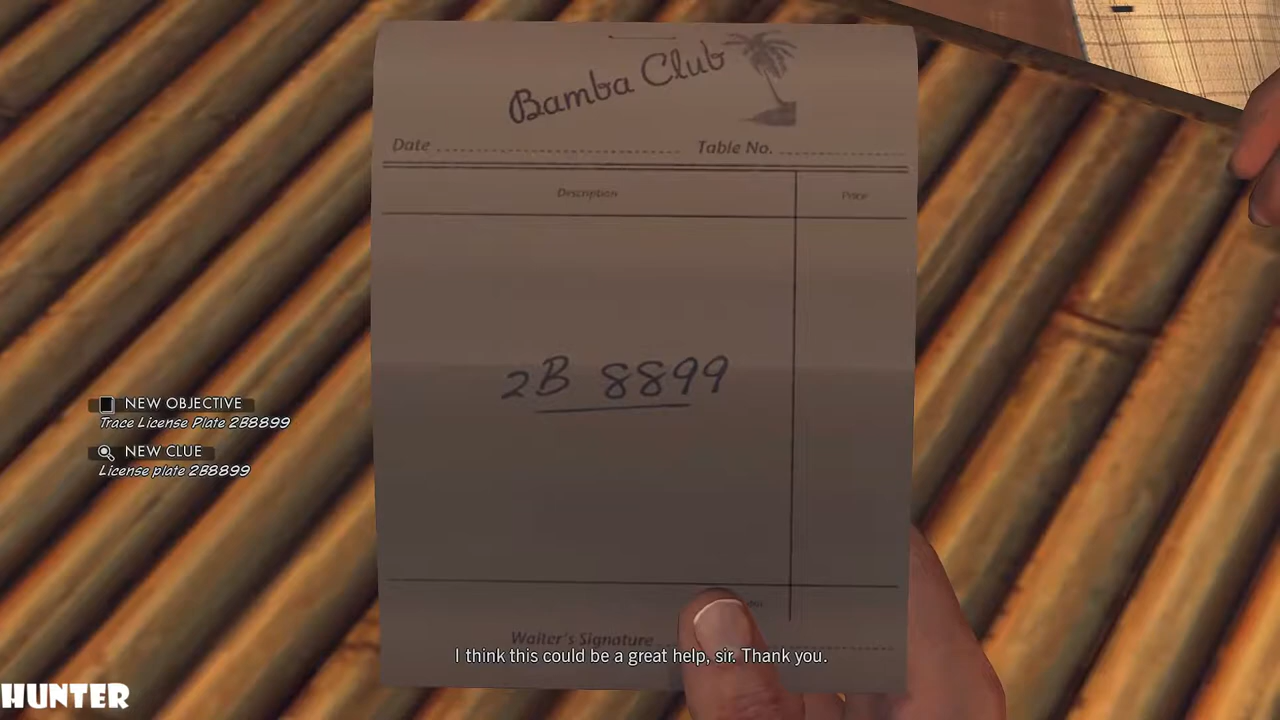 Bamba Club
Date
Table No.
Description
Price
2B 8899
NEW OBJECTIVE
Trace License Plate 2B8899
NEW CLUE
License plate 2B8899
Waiter's Signature
I think this could be a great help, sir. Thank you.
HUNTER